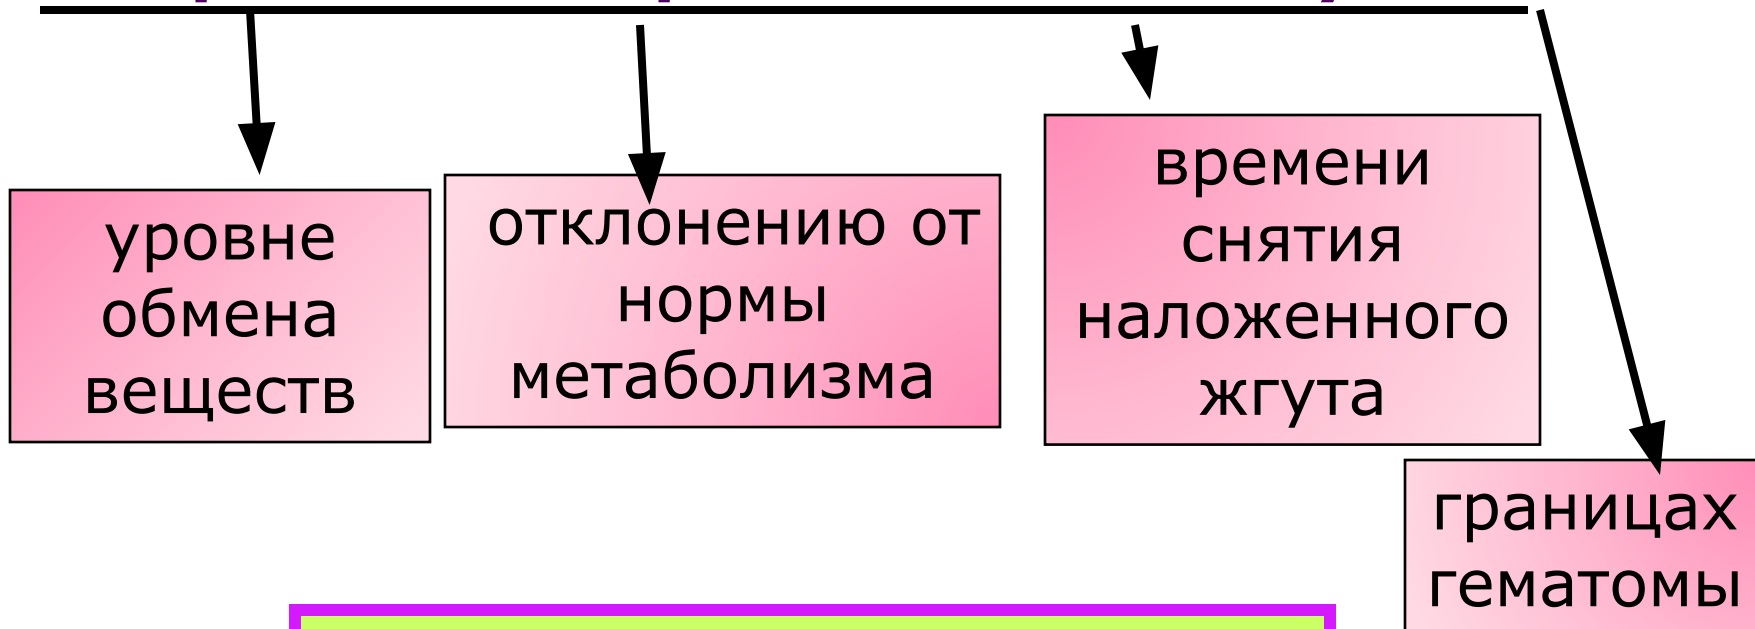 уровне
обмена
веществ
отклонению от
нормы
метаболизма
времени
снятия
наложенного
жгута
границах
гематомы